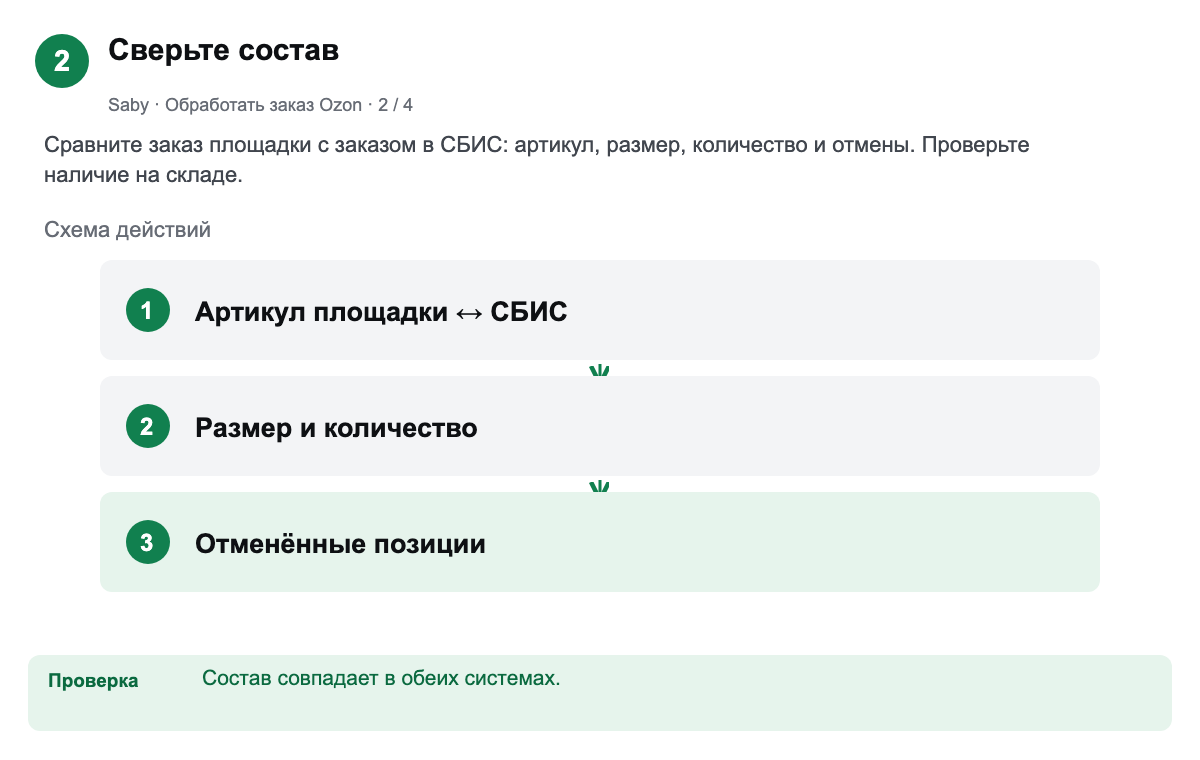 2
Сверьте состав
Saby · Обработать заказ Ozon · 2 / 4
Сравните заказ площадки с заказом в СБИС: артикул, размер, количество и отмены. Проверьте
наличие на складе.
Схема действий
1 Артикул площадки ↔ СБИС
2 Размер и количество
3 Отменённые позиции
Проверка Состав совпадает в обеих системах.